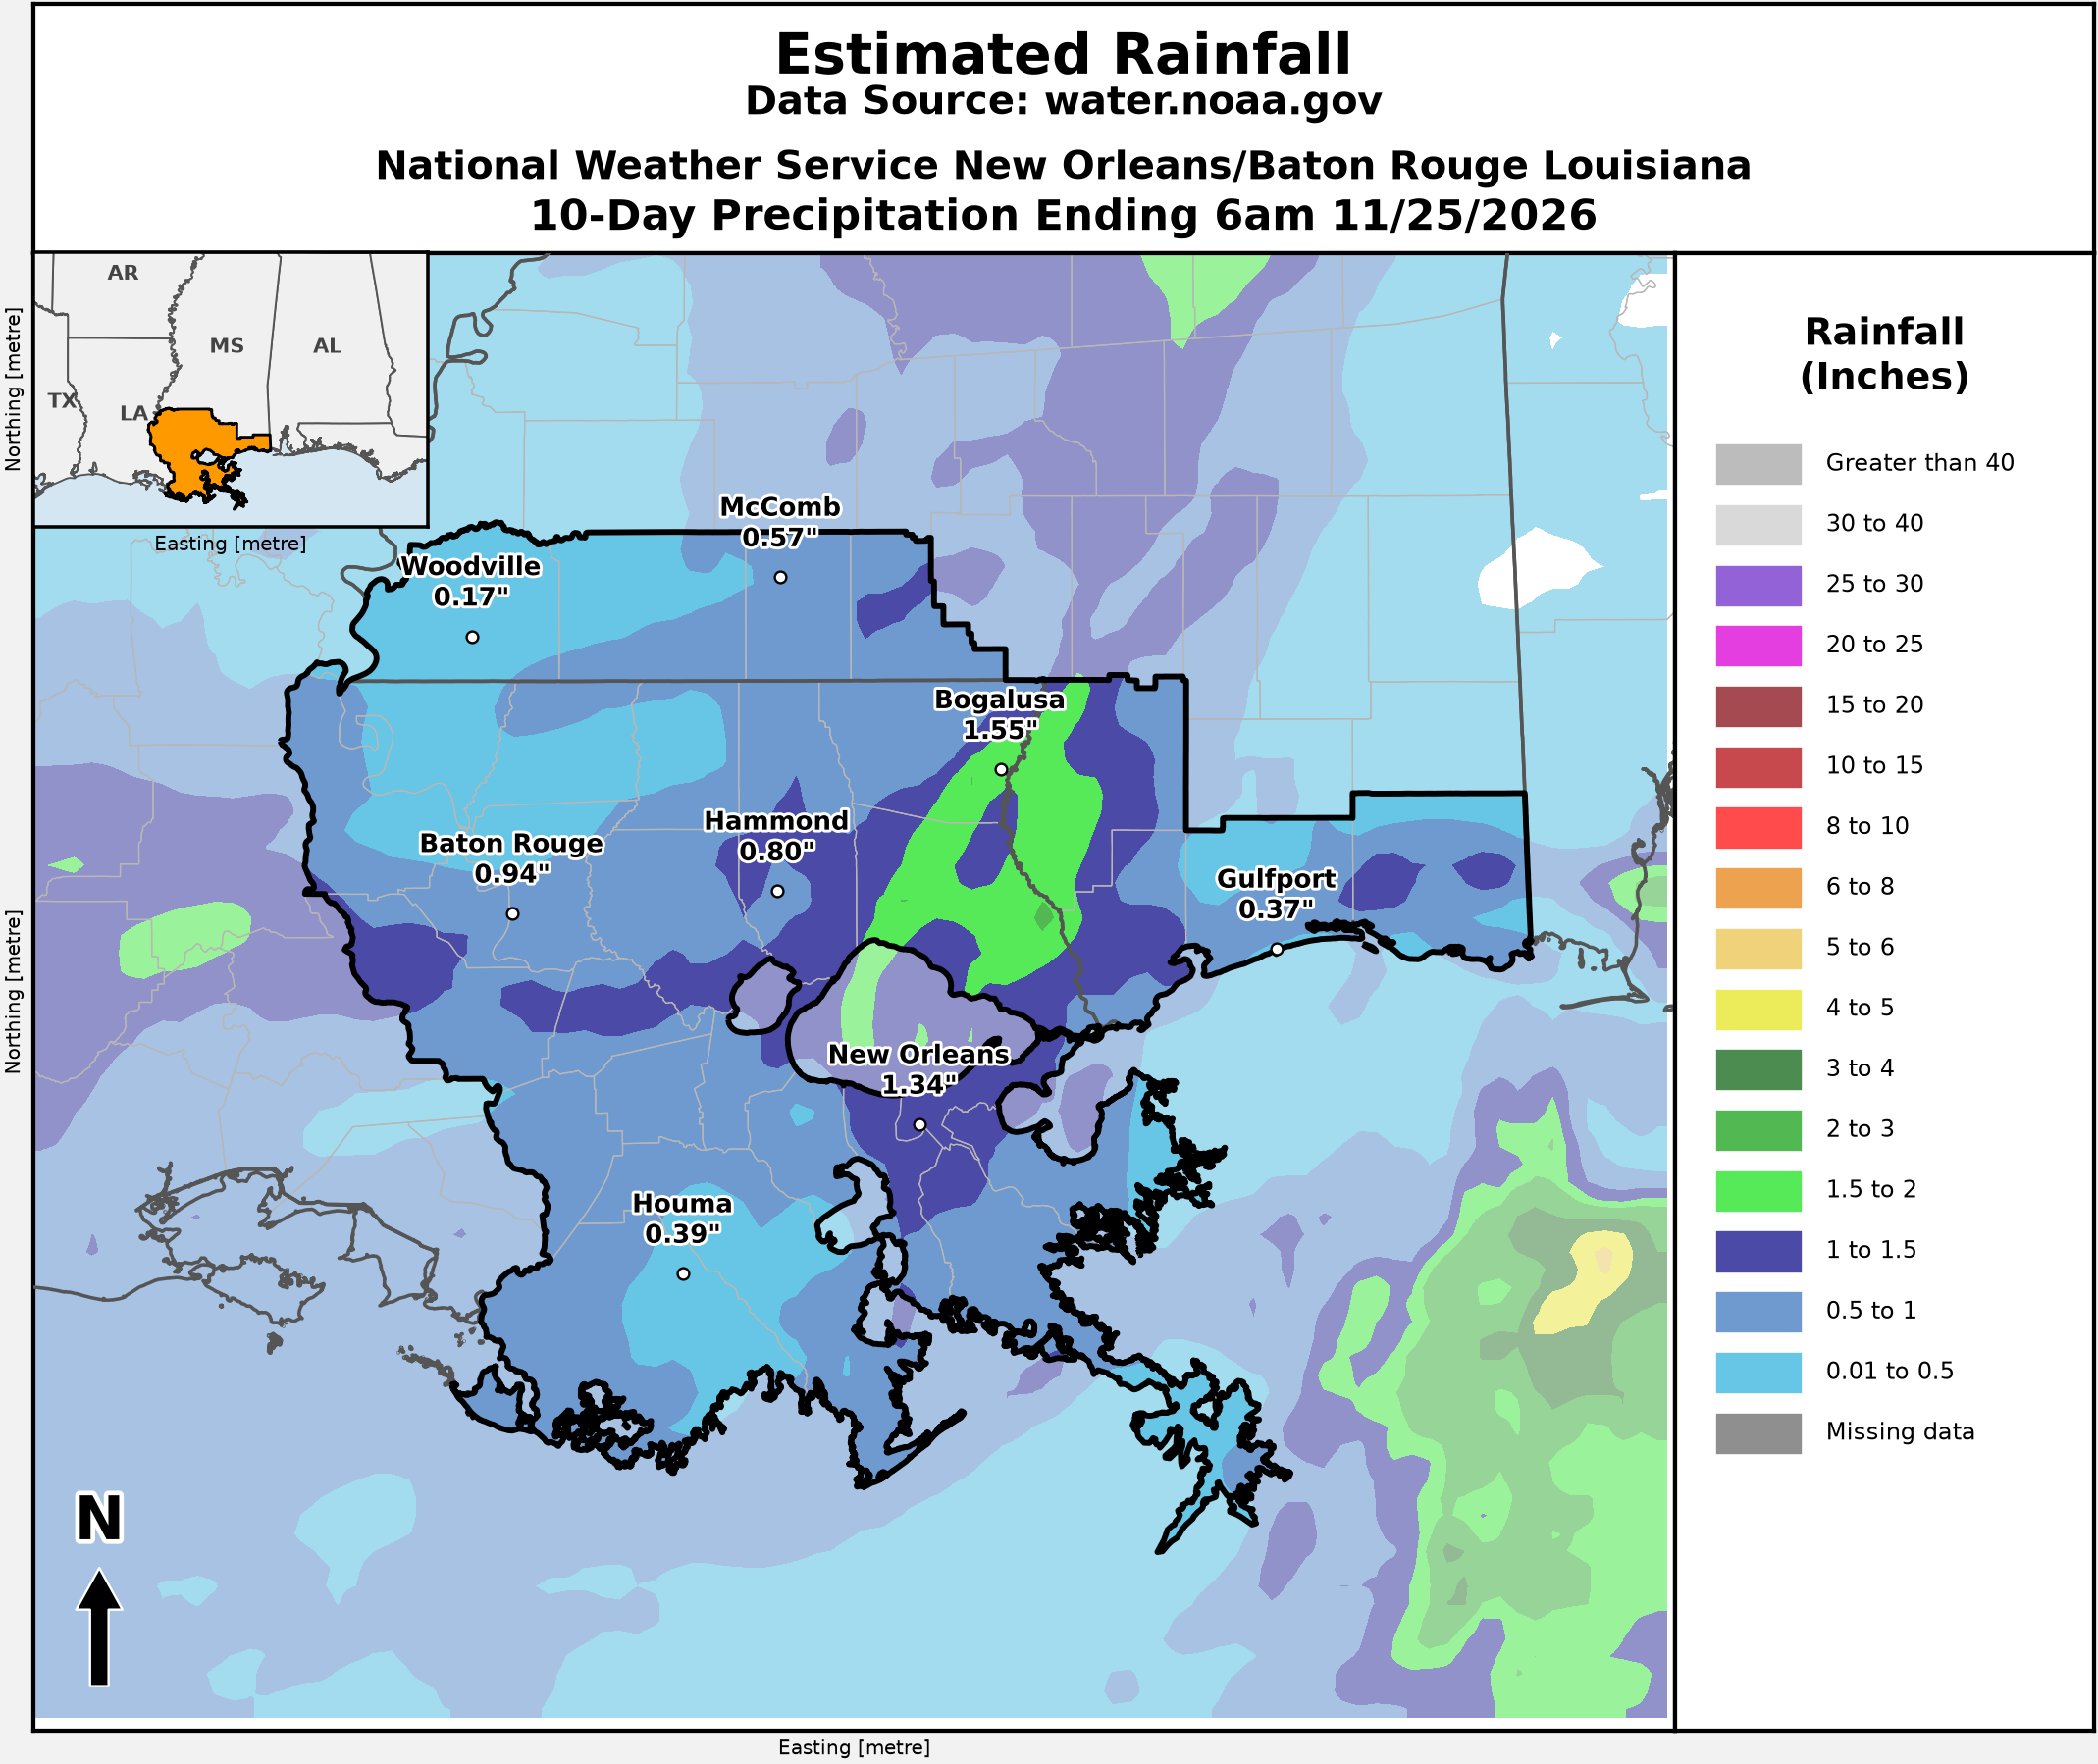 Estimated Rainfall
Data Source: water.noaa.gov
National Weather Service New Orleans/Baton Rouge Louisiana
10-Day Precipitation Ending 6am 11/25/2026
AR
MS
AL
TX
LA
Easting [metre]
Northing [metre]
McComb
0.57"
Woodville
0.17"
Bogalusa
1.55"
Hammond
0.80"
Baton Rouge
0.94"
Gulfport
0.37"
New Orleans
1.34"
Houma
0.39"
N
Northing [metre]
Easting [metre]
Rainfall
(Inches)
Greater than 40
30 to 40
25 to 30
20 to 25
15 to 20
10 to 15
8 to 10
6 to 8
5 to 6
4 to 5
3 to 4
2 to 3
1.5 to 2
1 to 1.5
0.5 to 1
0.01 to 0.5
Missing data